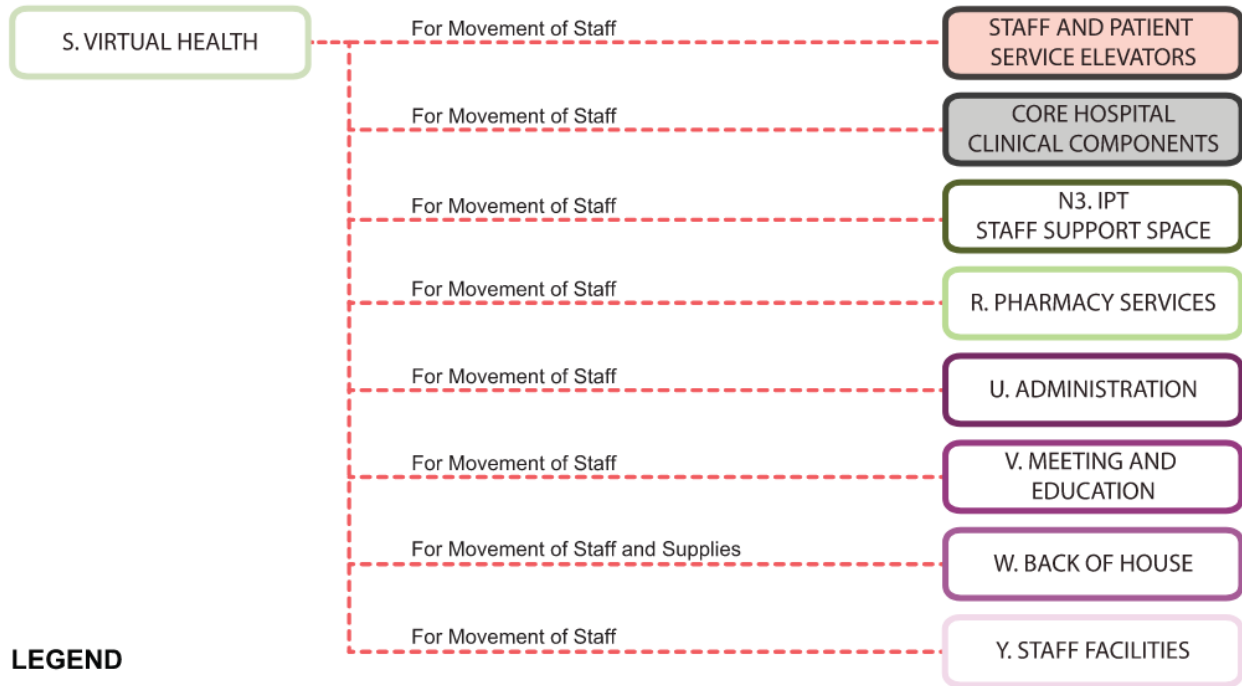 S. VIRTUAL HEALTH
For Movement of Staff
STAFF AND PATIENT
SERVICE ELEVATORS
For Movement of Staff
CORE HOSPITAL
CLINICAL COMPONENTS
For Movement of Staff
N3. IPT
STAFF SUPPORT SPACE
For Movement of Staff
R. PHARMACY SERVICES
For Movement of Staff
U. ADMINISTRATION
For Movement of Staff
V. MEETING AND
EDUCATION
For Movement of Staff and Supplies
W. BACK OF HOUSE
For Movement of Staff
Y. STAFF FACILITIES
LEGEND